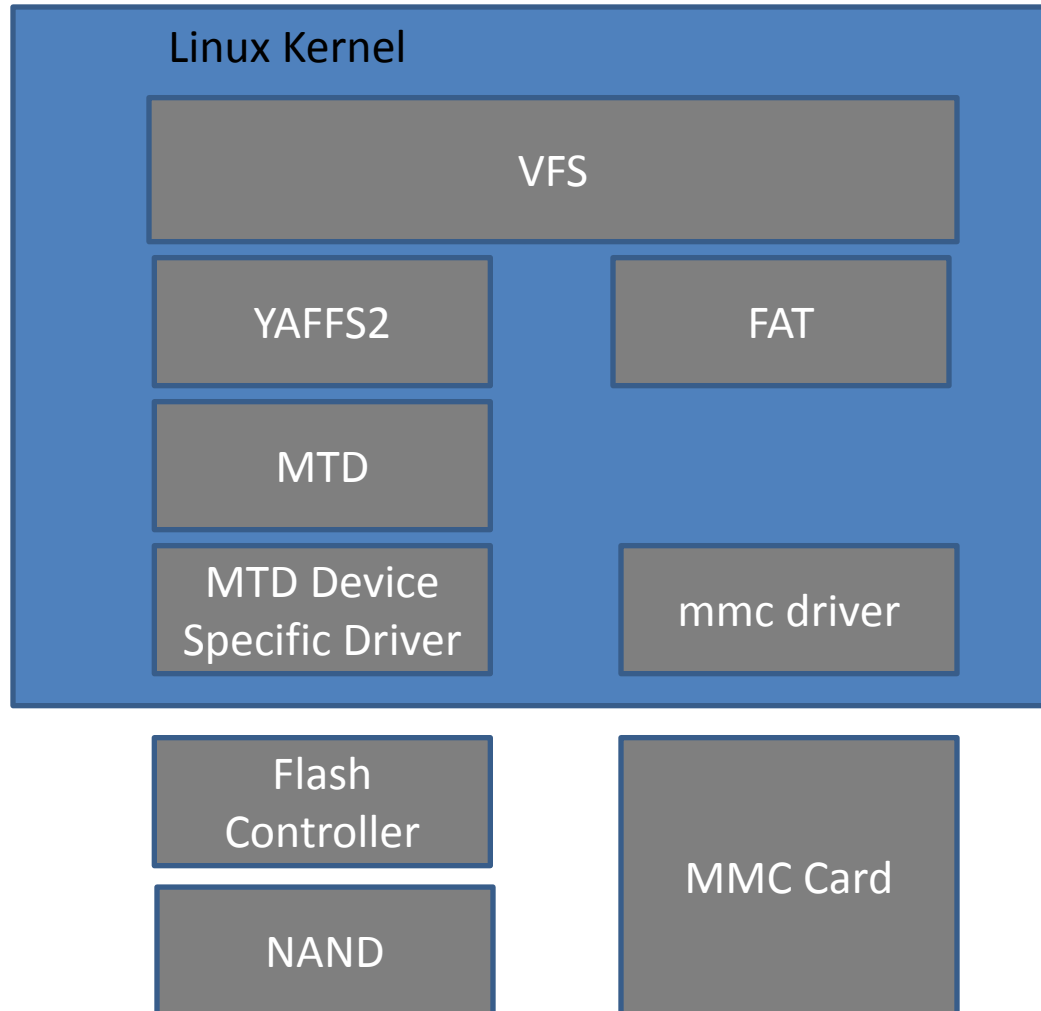 Linux Kernel
VFS
YAFFS2
FAT
MTD
MTD Device
Specific Driver
mmc driver
Flash
Controller
MMC Card
NAND